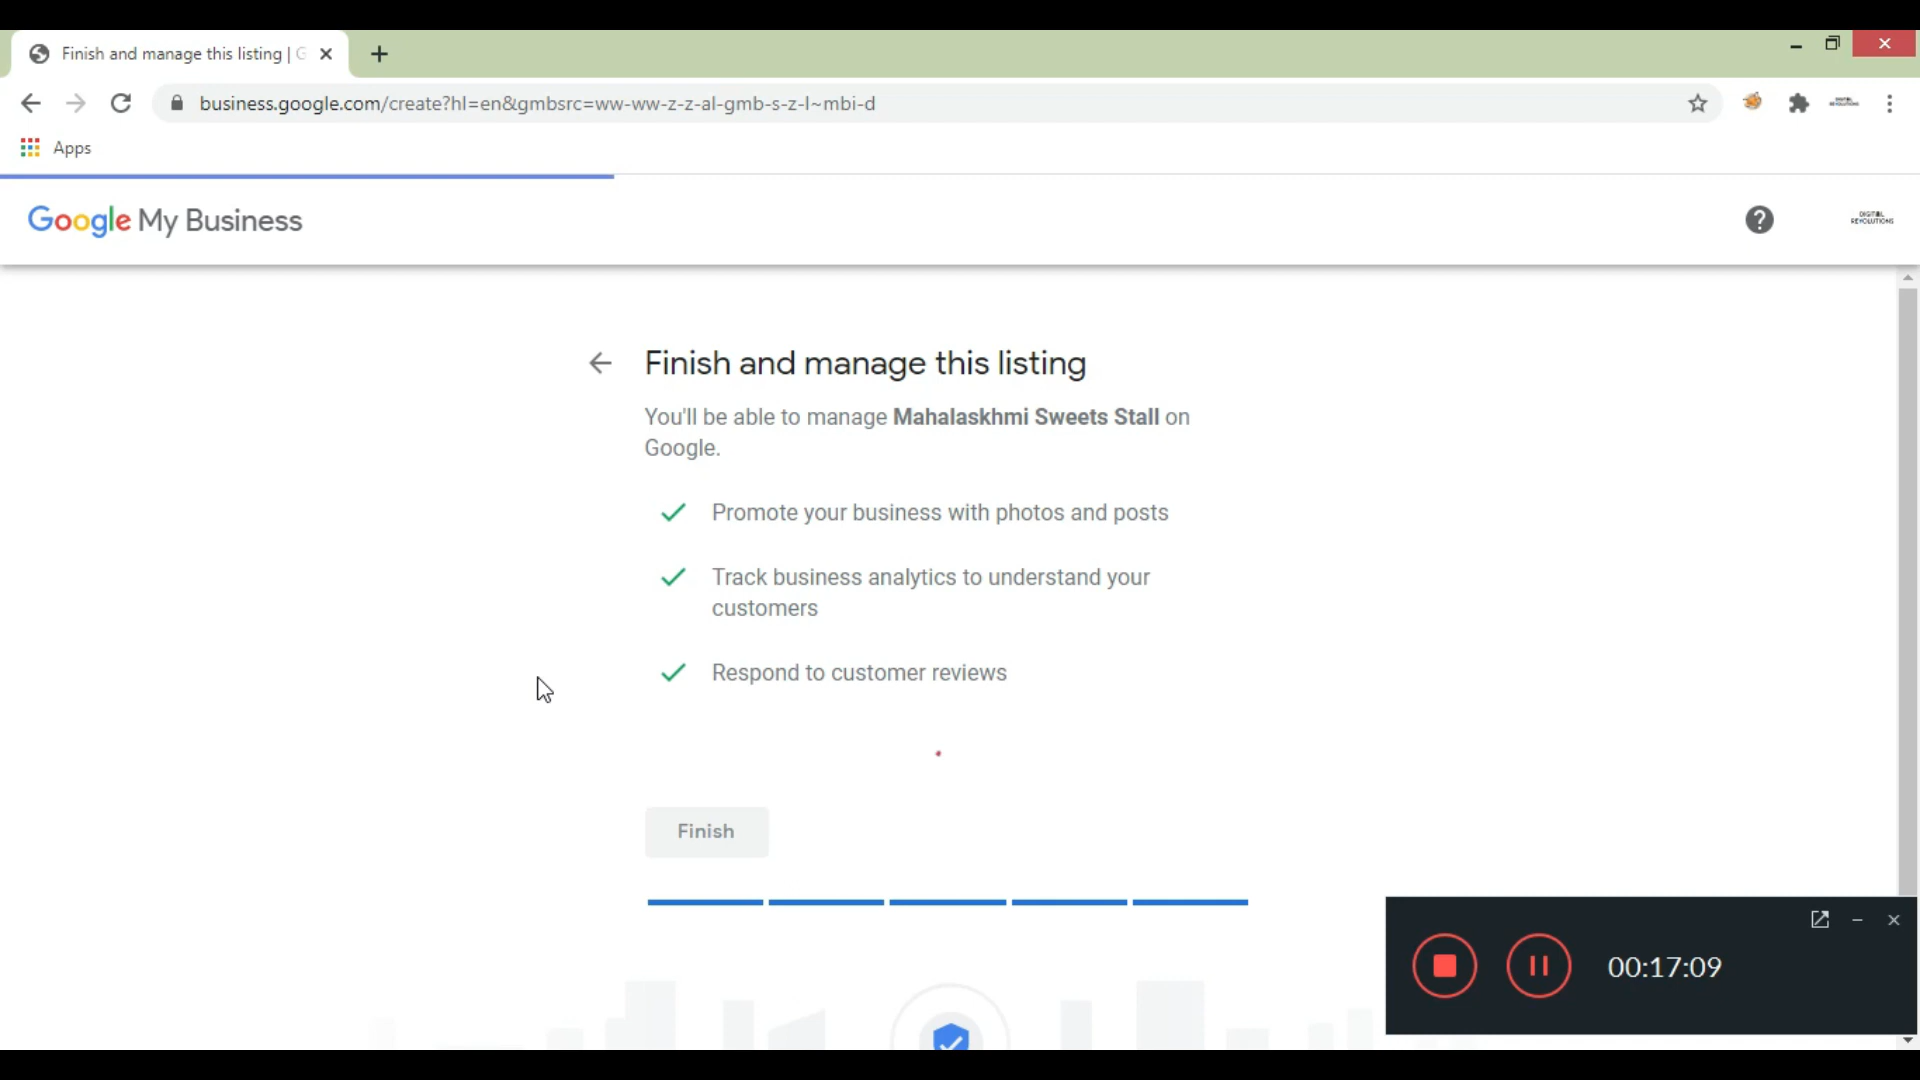 Finish and manage this listing | G
business.google.com/create?hl=en&gmbsrc=ww-ww-z-z-al-gmb-s-z-l~mbi-d
Apps
Google My Business
DIGITAL
REVOLUTIONS
Finish and manage this listing
You'll be able to manage Mahalaskhmi Sweets Stall on
Google.
Promote your business with photos and posts
Track business analytics to understand your
customers
Respond to customer reviews
Finish
00:17:09